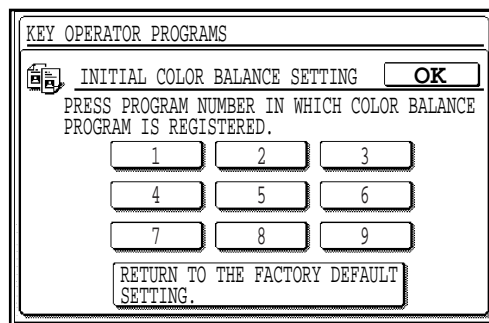 KEY OPERATOR PROGRAMS
INITIAL COLOR BALANCE SETTING OK
PRESS PROGRAM NUMBER IN WHICH COLOR BALANCE
PROGRAM IS REGISTERED.
1 2 3
4 5 6
7 8 9
RETURN TO THE FACTORY DEFAULT
SETTING.